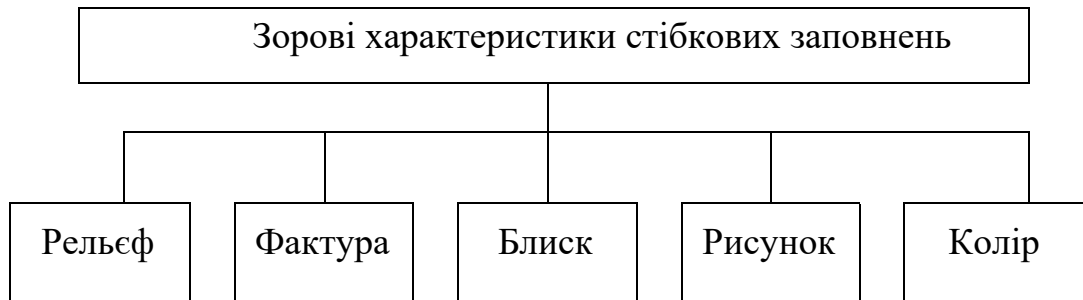 Зорові характеристики стібкових заповнень
Рельєф
Фактура
Блиск
Рисунок
Колір